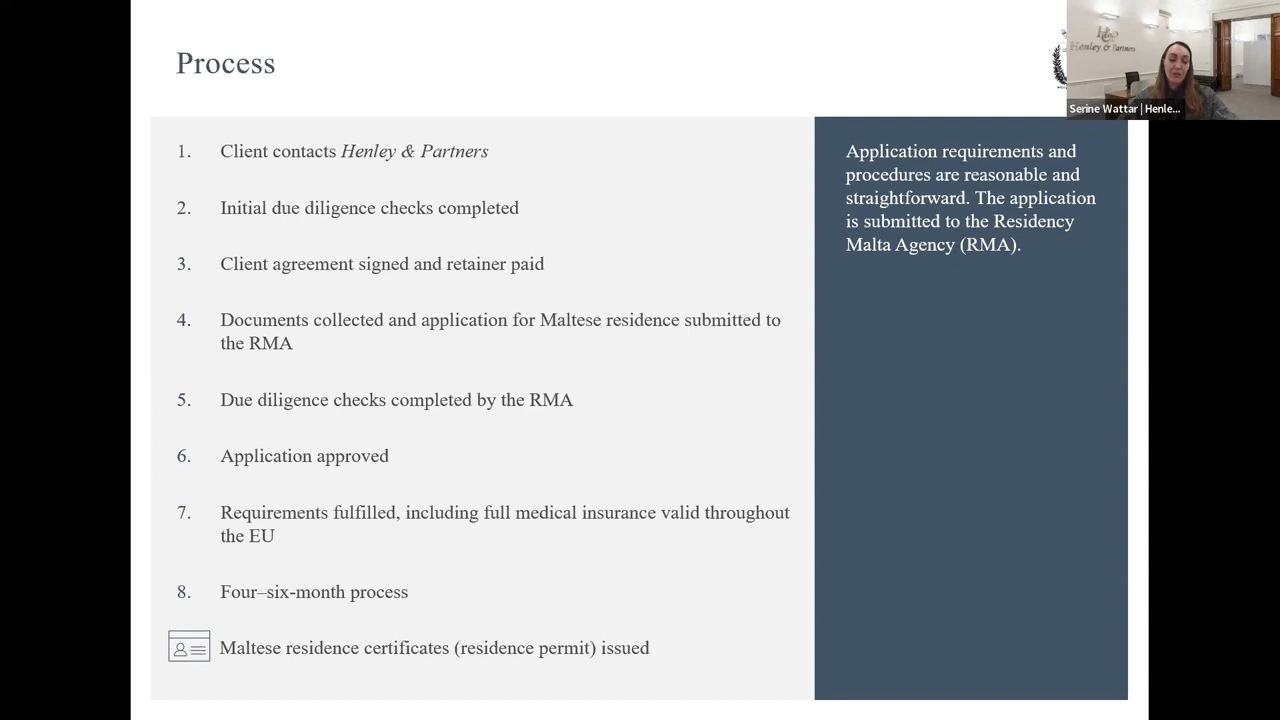 Process
Henley & Partners
Serine Wattar | Henle...
1. Client contacts Henley & Partners
2. Initial due diligence checks completed
3. Client agreement signed and retainer paid
4. Documents collected and application for Maltese residence submitted to
the RMA
5. Due diligence checks completed by the RMA
6. Application approved
7. Requirements fulfilled, including full medical insurance valid throughout
the EU
8. Four–six-month process
Maltese residence certificates (residence permit) issued
Application requirements and
procedures are reasonable and
straightforward. The application
is submitted to the Residency
Malta Agency (RMA).